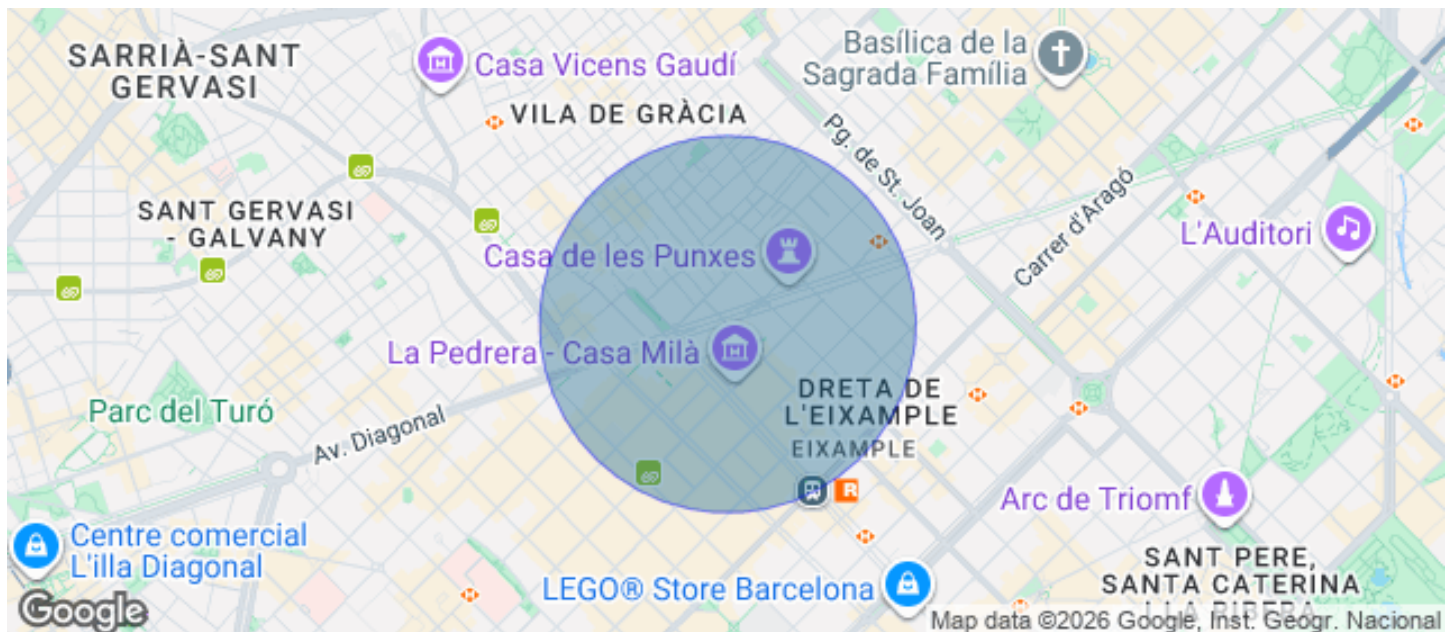 SARRIÀ-SANT
GERVASI
Casa Vicens Gaudí
Basílica de la
Sagrada Família
VILA DE GRÀCIA
Pg. de St. Joan
Carrer d'Aragó
SANT GERVASI
- GALVANY
L'Auditori
Casa de les Punxes
La Pedrera - Casa Milà
DRETA DE
L'EIXAMPLE
EIXAMPLE
Parc del Turó
Av. Diagonal
R
Arc de Triomf
Centre comercial
L'illa Diagonal
LEGO® Store Barcelona
SANT PERE,
SANTA CATERINA
I LA RIBERA
Google
Map data ©2026 Google, Inst. Geogr. Nacional